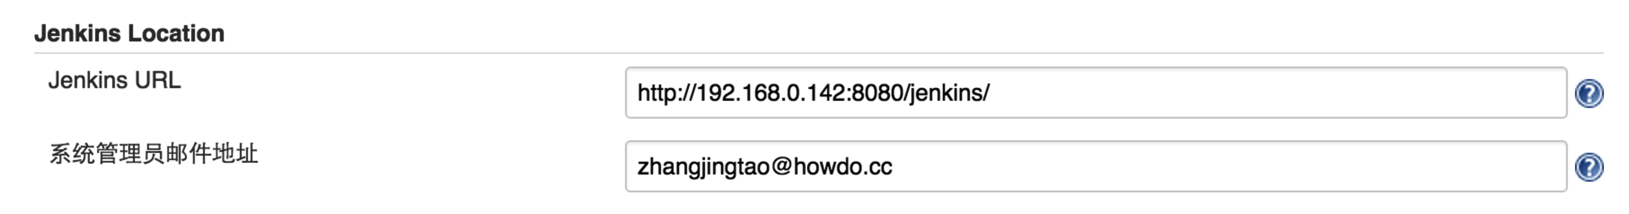 Jenkins Location
Jenkins URL
http://192.168.0.142:8080/jenkins/
系统管理员邮件地址
zhangjingtao@howdo.cc